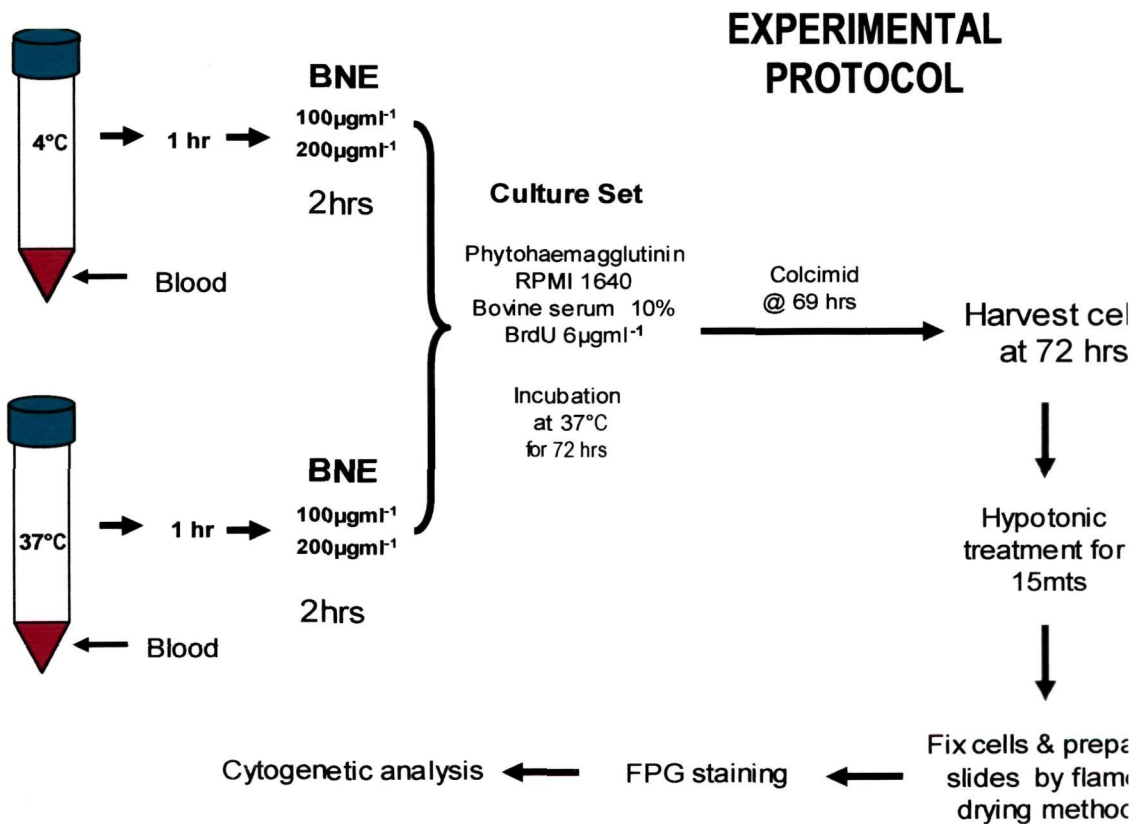 EXPERIMENTAL
PROTOCOL
4°C
1 hr
BNE
100µgml⁻¹
200µgml⁻¹
2hrs
Blood
37°C
1 hr
BNE
100µgml⁻¹
200µgml⁻¹
2hrs
Blood
Culture Set
Phytohaemagglutinin
RPMI 1640
Bovine serum 10%
BrdU 6µgml⁻¹
Incubation
at 37°C
for 72 hrs
Colcimid
@ 69 hrs
Harvest
at 72 hrs
Hypotonic
treatment for
15mts
Fix cells &
slides by
drying
FPG staining
Cytogenetic analysis